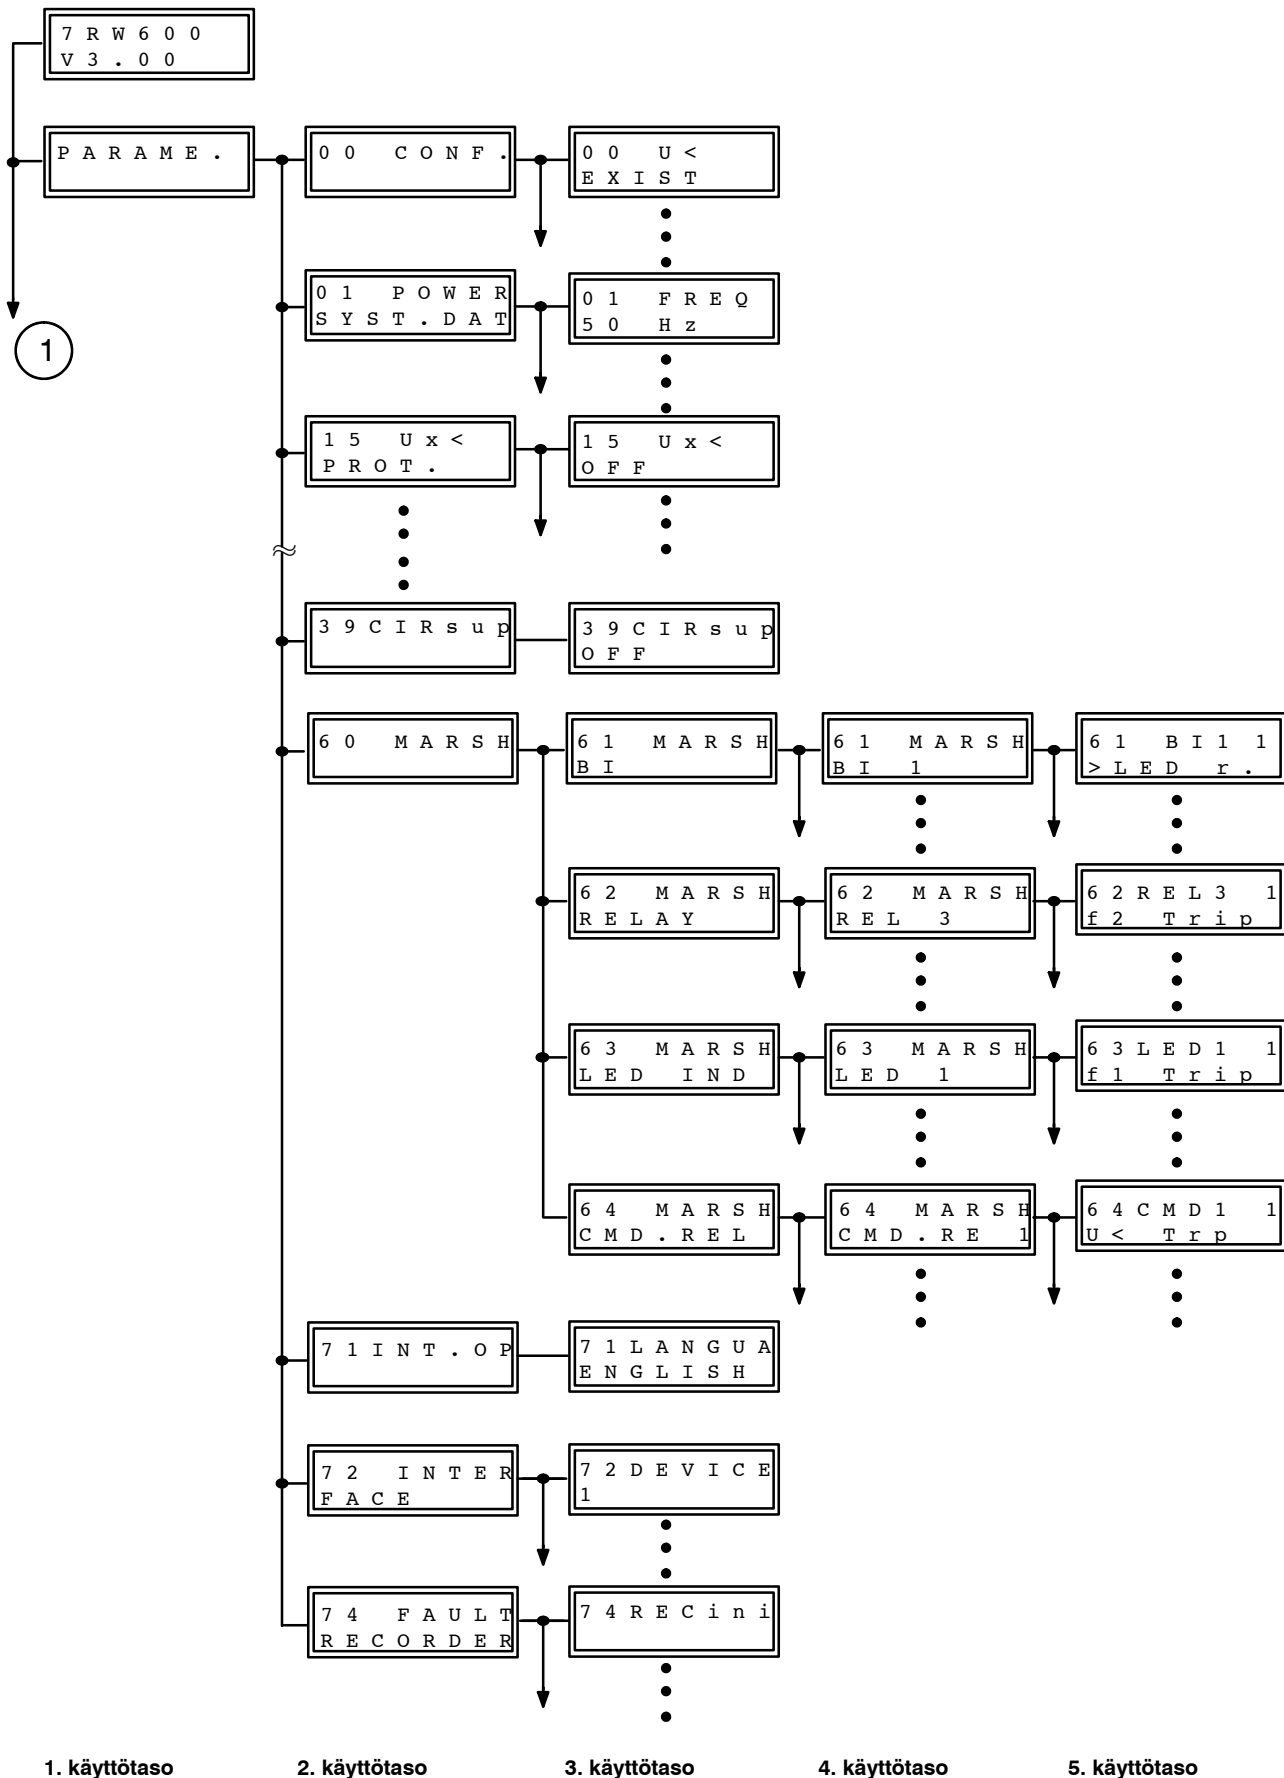 7RW600
V3.00
PARAME.
00 CONF.
00 U<
EXIST
01 POWER
SYST.DAT
01 FREQ
50 Hz
1
15 Ux<
PROT.
15 Ux<
OFF
39CIRsup
39CIRsup
OFF
60 MARSH
61 MARSH
BI
61 MARSH
BI 1
61 BI1 1
>LED r.
62 MARSH
RELAY
62 MARSH
REL 3
62REL3 1
f2 Trip
63 MARSH
LED IND
63 MARSH
LED 1
63LED1 1
f1 Trip
64 MARSH
CMD.REL
64 MARSH
CMD.RE 1
64CMD1 1
U< Trp
71INT.OP
71LANGUA
ENGLISH
72 INTER
FACE
72DEVICE
1
74 FAULT
RECORDER
74RECini
1. käyttötaso 2. käyttötaso 3. käyttötaso 4. käyttötaso 5. käyttötaso